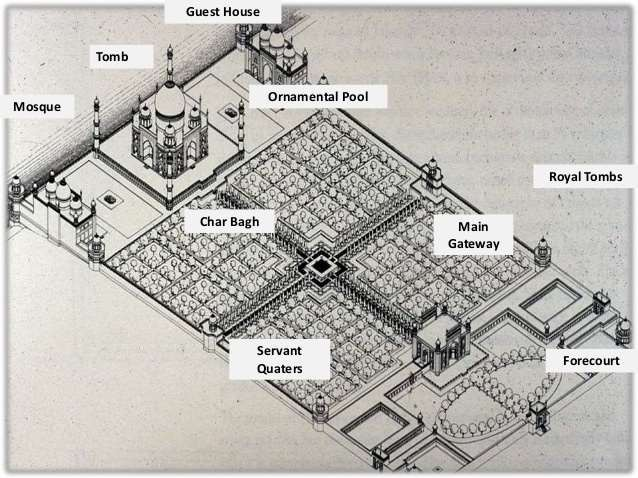 Guest House
Tomb
Ornamental Pool
Mosque
Royal Tombs
Char Bagh
Main
Gateway
Servant
Quaters
Forecourt